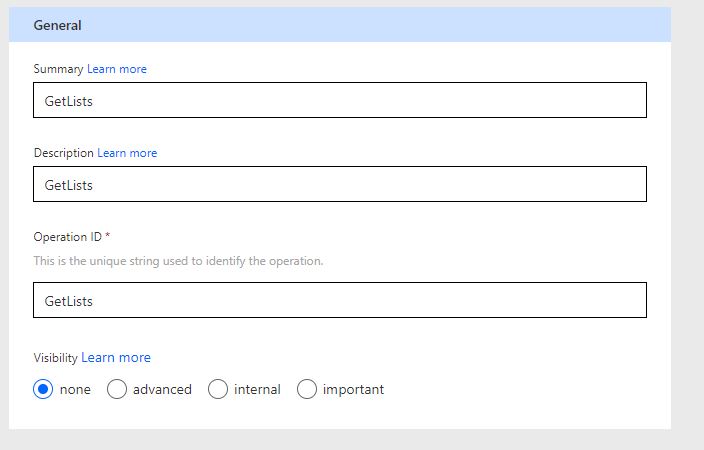 General
Summary Learn more
GetLists
Description Learn more
GetLists
Operation ID *
This is the unique string used to identify the operation.
GetLists
Visibility Learn more
none advanced internal important